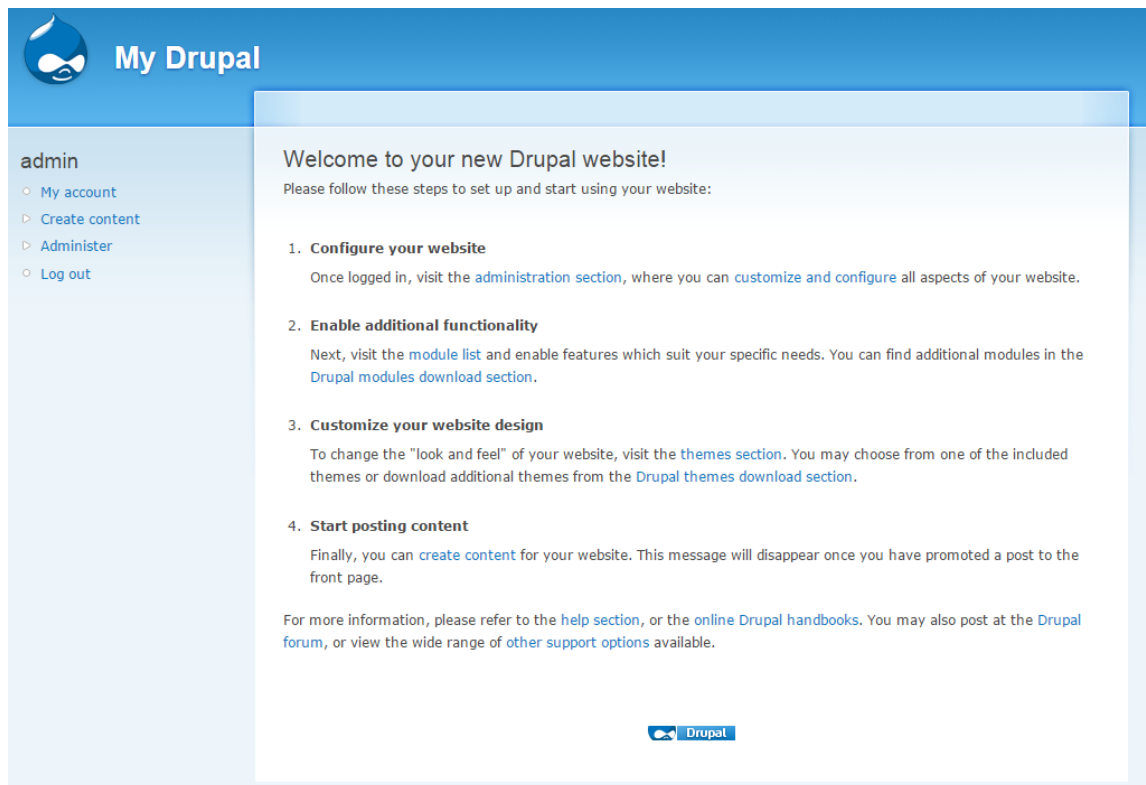 My Drupal
admin
My account
Create content
Administer
Log out
Welcome to your new Drupal website!
Please follow these steps to set up and start using your website:
1. Configure your website
Once logged in, visit the administration section, where you can customize and configure all aspects of your website.
2. Enable additional functionality
Next, visit the module list and enable features which suit your specific needs. You can find additional modules in the
Drupal modules download section.
3. Customize your website design
To change the "look and feel" of your website, visit the themes section. You may choose from one of the included
themes or download additional themes from the Drupal themes download section.
4. Start posting content
Finally, you can create content for your website. This message will disappear once you have promoted a post to the
front page.
For more information, please refer to the help section, or the online Drupal handbooks. You may also post at the Drupal
forum, or view the wide range of other support options available.
Drupal